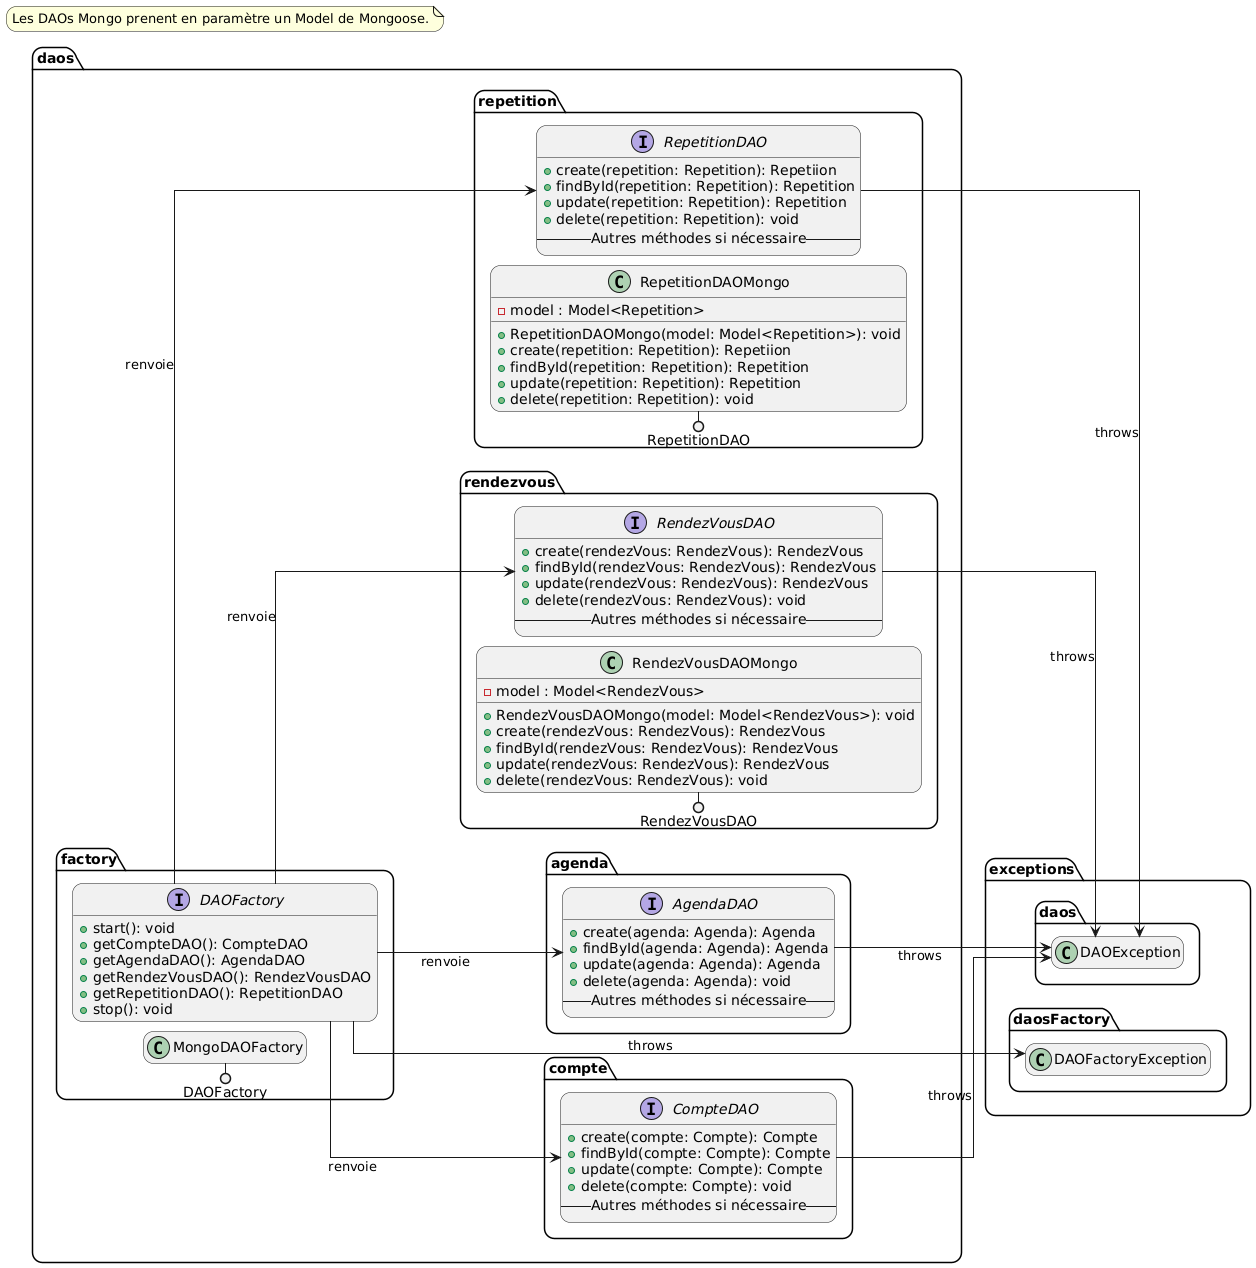 Les DAOs Mongo prenent en paramètre un Model de Mongoose.
daos
repetition
I RepetitionDAO
create(repetition: Repetition): Repetiion
findById(repetition: Repetition): Repetition
update(repetition: Repetition): Repetition
delete(repetition: Repetition): void
Autres méthodes si nécessaire
C RepetitionDAOMongo
model : Model<Repetition>
RepetitionDAOMongo(model: Model<Repetition>): void
create(repetition: Repetition): Repetiion
findById(repetition: Repetition): Repetition
update(repetition: Repetition): Repetition
delete(repetition: Repetition): void
RepetitionDAO
renvoie
throws
rendezvous
I RendezVousDAO
create(rendezVous: RendezVous): RendezVous
findById(rendezVous: RendezVous): RendezVous
update(rendezVous: RendezVous): RendezVous
delete(rendezVous: RendezVous): void
Autres méthodes si nécessaire
C RendezVousDAOMongo
model : Model<RendezVous>
RendezVousDAOMongo(model: Model<RendezVous>): void
create(rendezVous: RendezVous): RendezVous
findById(rendezVous: RendezVous): RendezVous
update(rendezVous: RendezVous): RendezVous
delete(rendezVous: RendezVous): void
RendezVousDAO
renvoie
throws
factory
I DAOFactory
start(): void
getCompteDAO(): CompteDAO
getAgendaDAO(): AgendaDAO
getRendezVousDAO(): RendezVousDAO
getRepetitionDAO(): RepetitionDAO
stop(): void
C MongoDAOFactory
DAOFactory
renvoie
agenda
I AgendaDAO
create(agenda: Agenda): Agenda
findById(agenda: Agenda): Agenda
update(agenda: Agenda): Agenda
delete(agenda: Agenda): void
Autres méthodes si nécessaire
throws
exceptions
daos
C DAOException
daosFactory
C DAOFactoryException
throws
throws
compte
I CompteDAO
create(compte: Compte): Compte
findById(compte: Compte): Compte
update(compte: Compte): Compte
delete(compte: Compte): void
Autres méthodes si nécessaire
renvoie